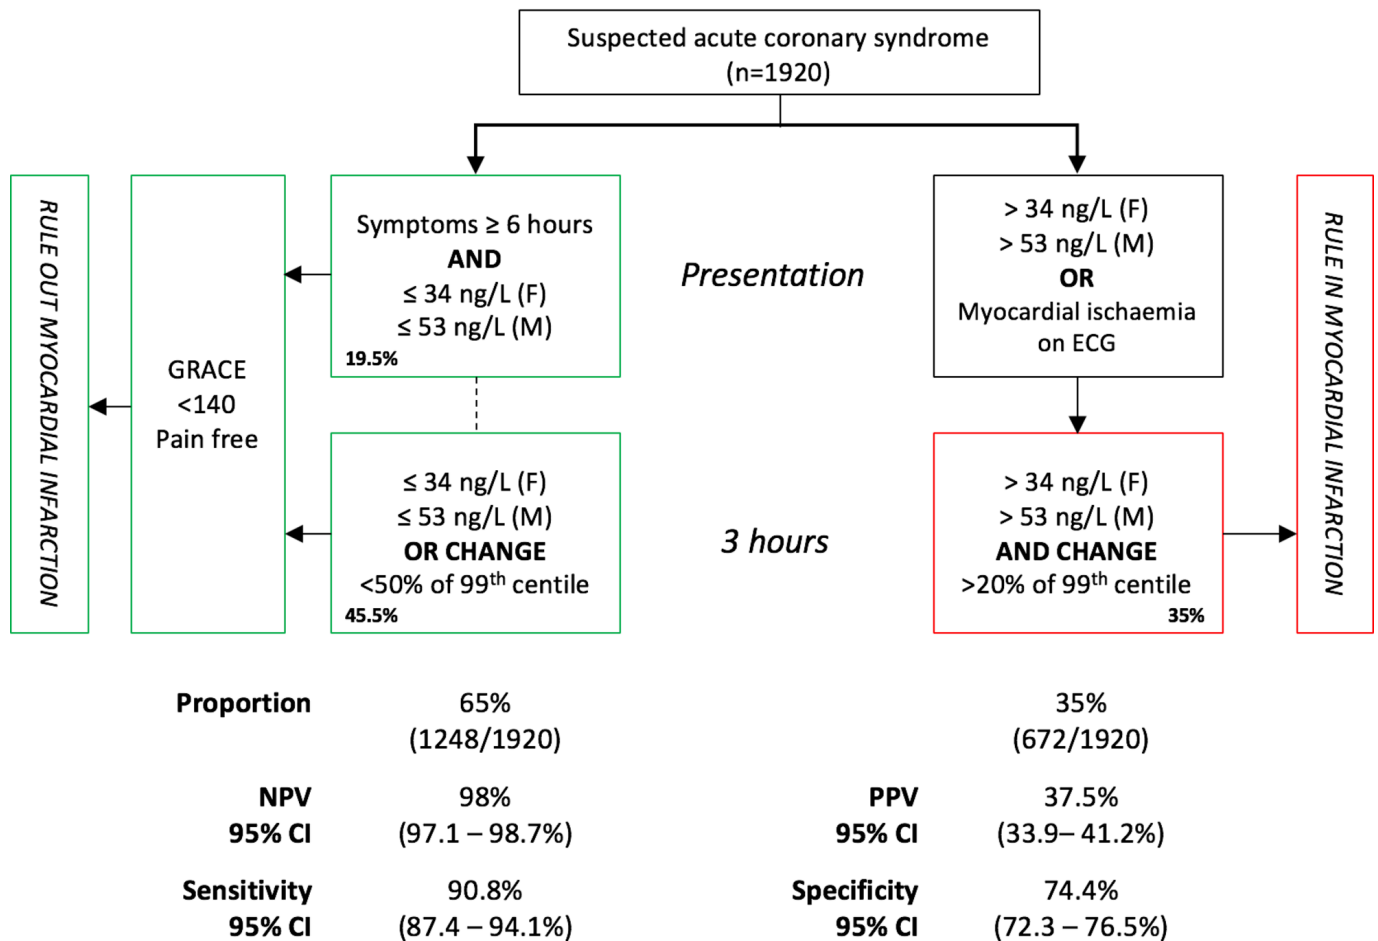 Suspected acute coronary syndrome
(n=1920)
RULE OUT MYOCARDIAL INFARCTION
GRACE
<140
Pain free
Symptoms ≥ 6 hours
AND
≤ 34 ng/L (F)
≤ 53 ng/L (M)
19.5%
Presentation
> 34 ng/L (F)
> 53 ng/L (M)
OR
Myocardial ischaemia
on ECG
RULE IN MYOCARDIAL INFARCTION
≤ 34 ng/L (F)
≤ 53 ng/L (M)
OR CHANGE
<50% of 99th centile
45.5%
3 hours
> 34 ng/L (F)
> 53 ng/L (M)
AND CHANGE
>20% of 99th centile
35%
Proportion 65% 35%
(1248/1920) (672/1920)
NPV 98% PPV 37.5%
95% CI (97.1 – 98.7%) 95% CI (33.9– 41.2%)
Sensitivity 90.8% Specificity 74.4%
95% CI (87.4 – 94.1%) 95% CI (72.3 – 76.5%)